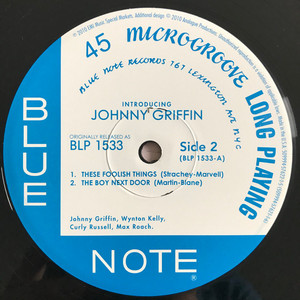 45 MICROGROOVE LONG PLAYING
BLUE NOTE RECORDS 767 LEXINGTON AVE NYC
INTRODUCING
JOHNNY GRIFFIN
ORIGINALLY RELEASED AS
BLP 1533
Side 2
(BLP 1533-A)
1. THESE FOOLISH THINGS (Strachey-Marvell)
2. THE BOY NEXT DOOR (Martin-Blane)
Johnny Griffin, Wynton Kelly,
Curly Russell, Max Roach.
BLUE
NOTE
®